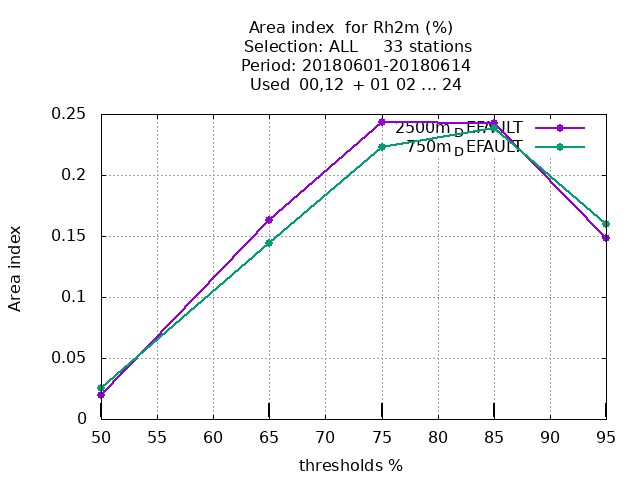 Area index  for Rh2m (%)
Selection: ALL     33 stations
Period: 20180601-20180614
Used  00,12  + 01 02 ... 24
0.25
2500mDEFAULT
750mDEFAULT
0.2
0.15
Area index
0.1
0.05
0
50 55 60 65 70 75 80 85 90 95
thresholds %